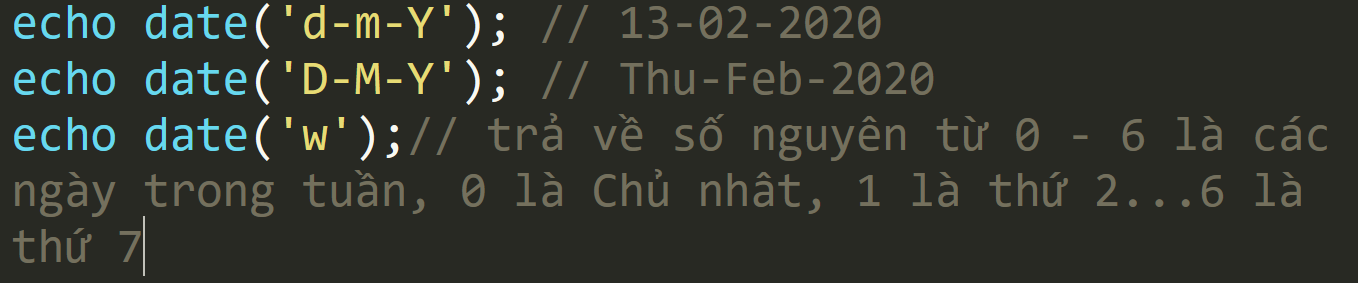 echo date('d-m-Y'); // 13-02-2020
echo date('D-M-Y'); // Thu-Feb-2020
echo date('w');// trả về số nguyên từ 0 - 6 là các
ngày trong tuần, 0 là Chủ nhât, 1 là thứ 2...6 là
thứ 7